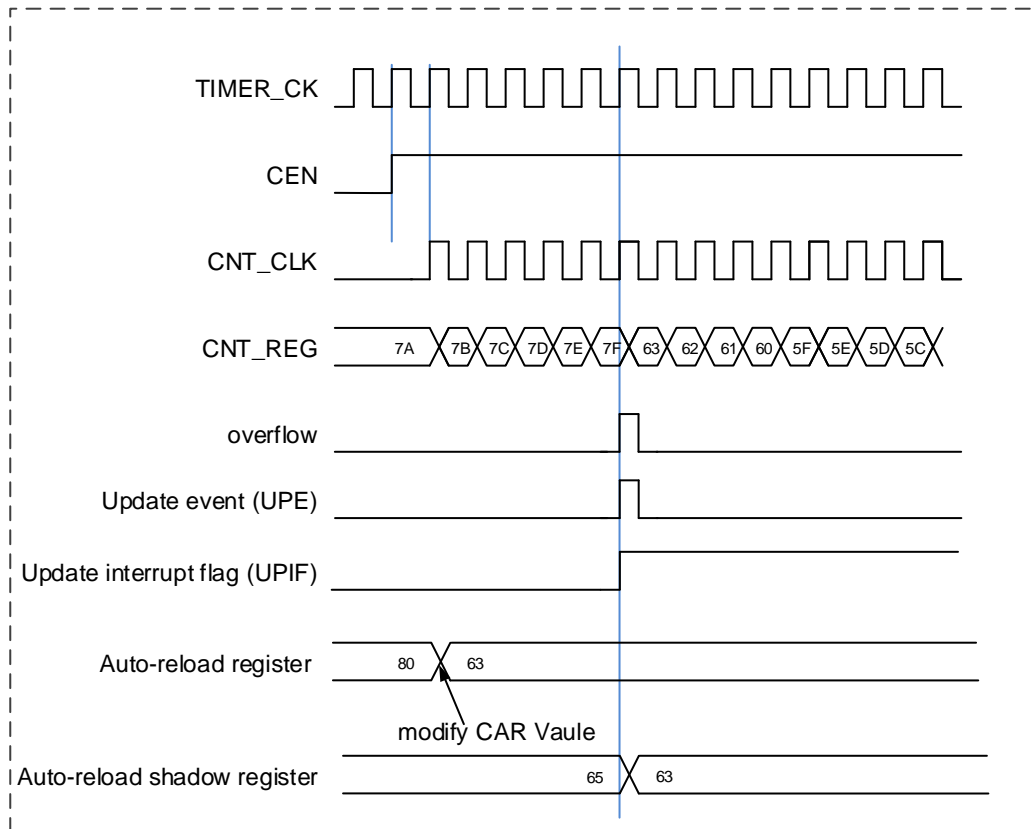 TIMER_CK
CEN
CNT_CLK
CNT_REG 7A 7B 7C 7D 7E 7F 63 62 61 60 5F 5E 5D 5C
overflow
Update event (UPE)
Update interrupt flag (UPIF)
Auto-reload register 80 63
modify CAR Vaule
Auto-reload shadow register 65 63